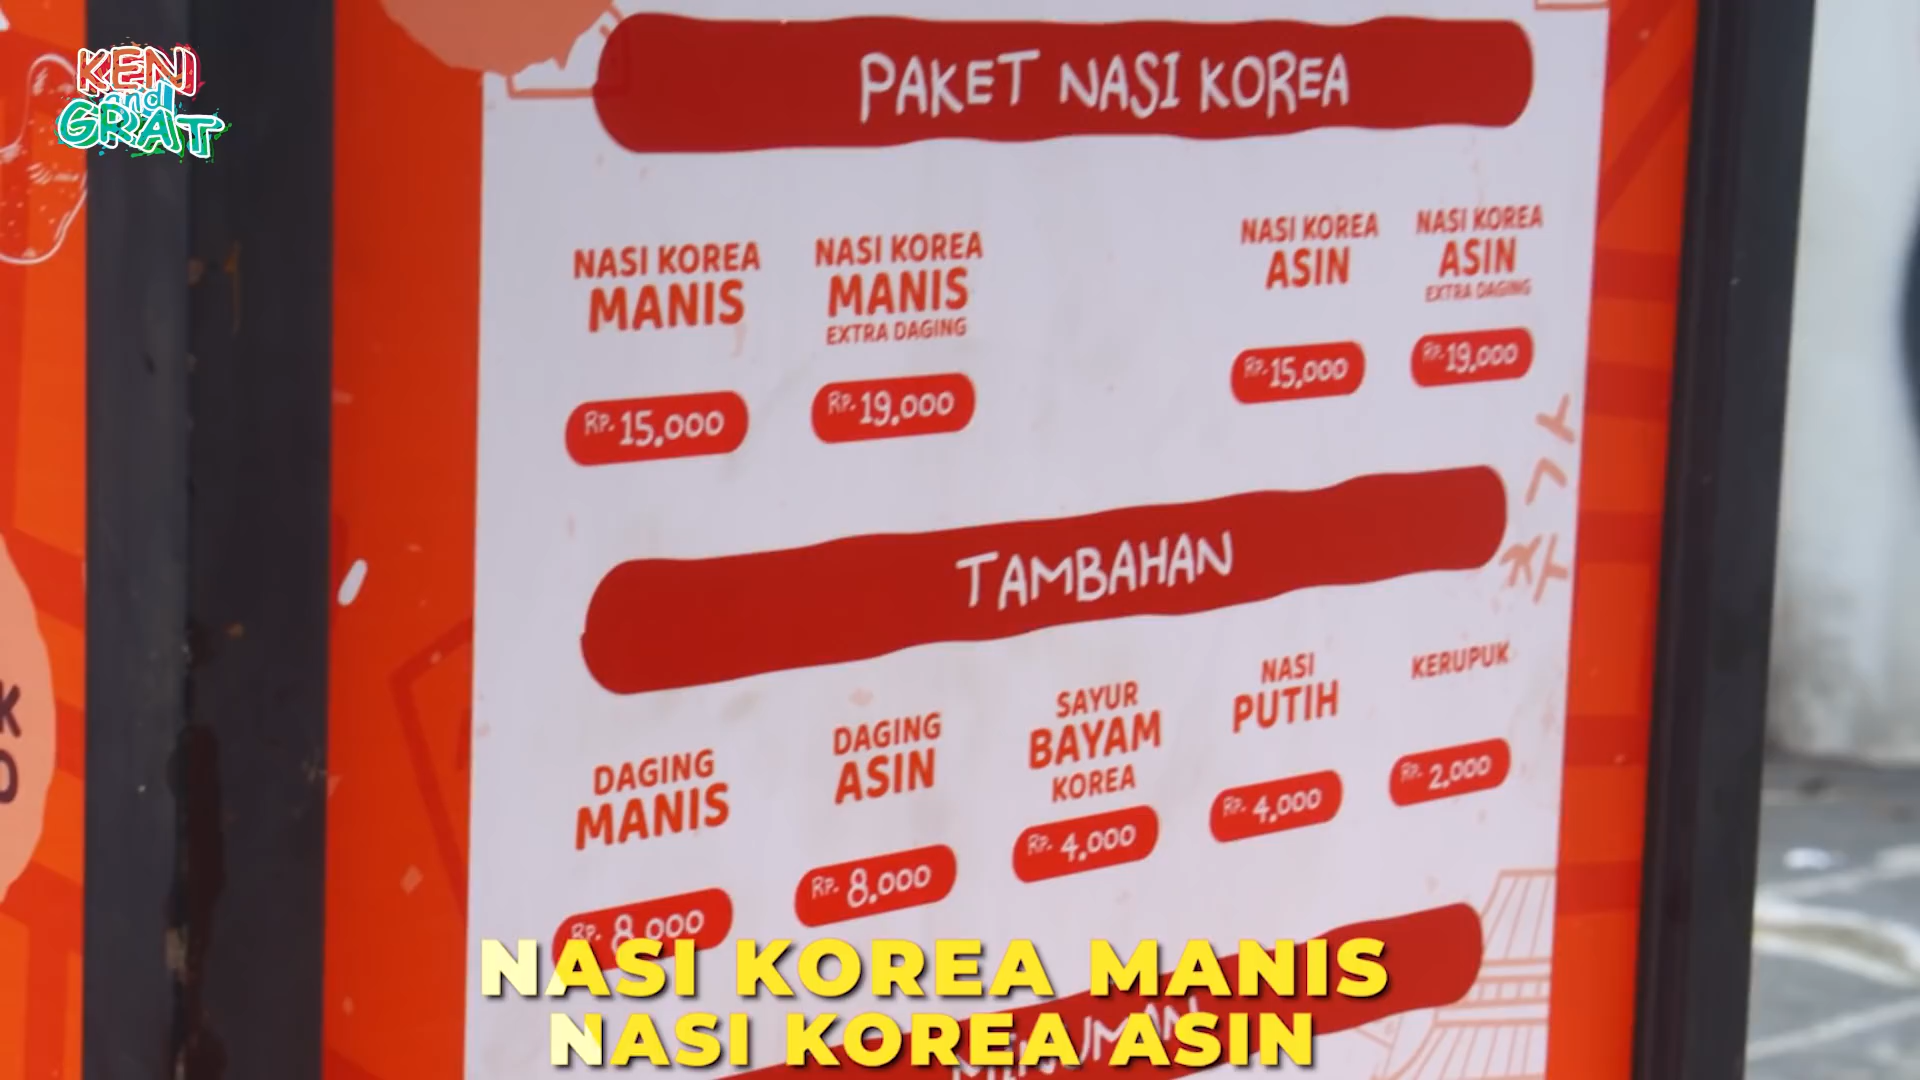 KEN
and
GRAT
PAKET NASI KOREA
NASI KOREA
MANIS
Rp. 15,000
NASI KOREA
MANIS
EXTRA DAGING
Rp. 19,000
NASI KOREA
ASIN
Rp. 15,000
NASI KOREA
ASIN
EXTRA DAGING
Rp. 19,000
ㅏ
ㄱ
ㅈㅏ
TAMBAHAN
DAGING
MANIS
Rp. 8,000
DAGING
ASIN
Rp. 8,000
SAYUR
BAYAM
KOREA
Rp. 4,000
NASI
PUTIH
Rp. 4,000
KERUPUK
Rp. 2,000
NASI KOREA MANIS
NASI KOREA ASIN